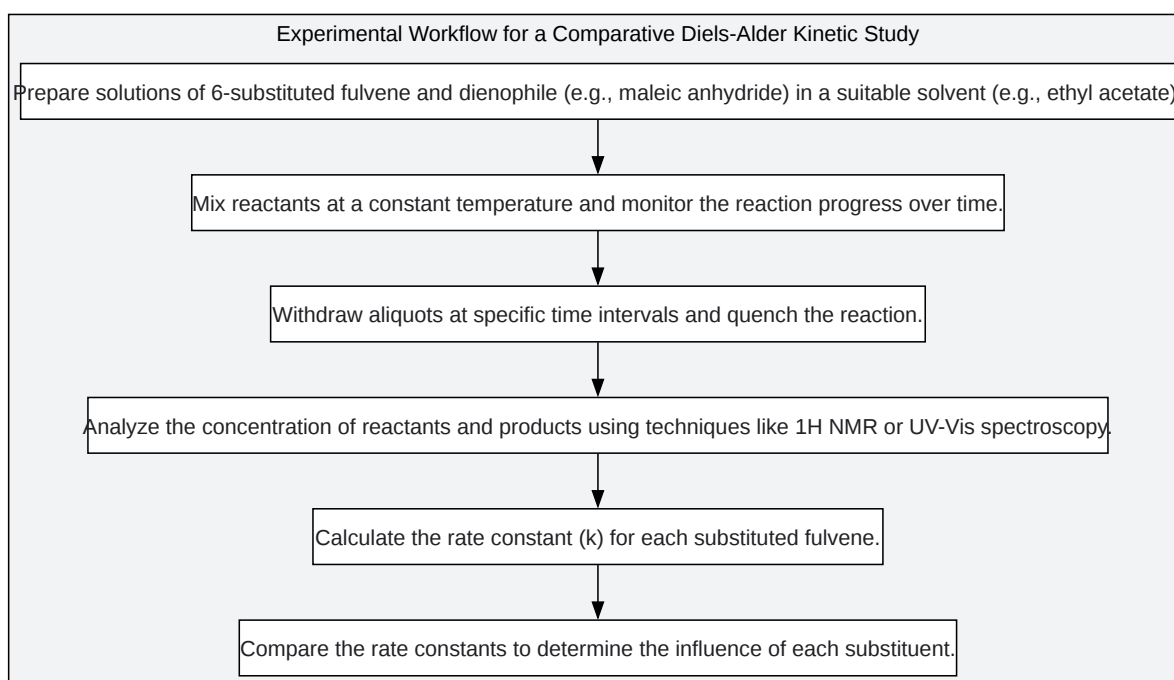 Experimental Workflow for a Comparative Diels-Alder Kinetic Study
Prepare solutions of 6-substituted fulvene and dienophile (e.g., maleic anhydride) in a suitable solvent (e.g., ethyl acetate)
Mix reactants at a constant temperature and monitor the reaction progress over time.
Withdraw aliquots at specific time intervals and quench the reaction.
Analyze the concentration of reactants and products using techniques like 1H NMR or UV-Vis spectroscopy.
Calculate the rate constant (k) for each substituted fulvene.
Compare the rate constants to determine the influence of each substituent.